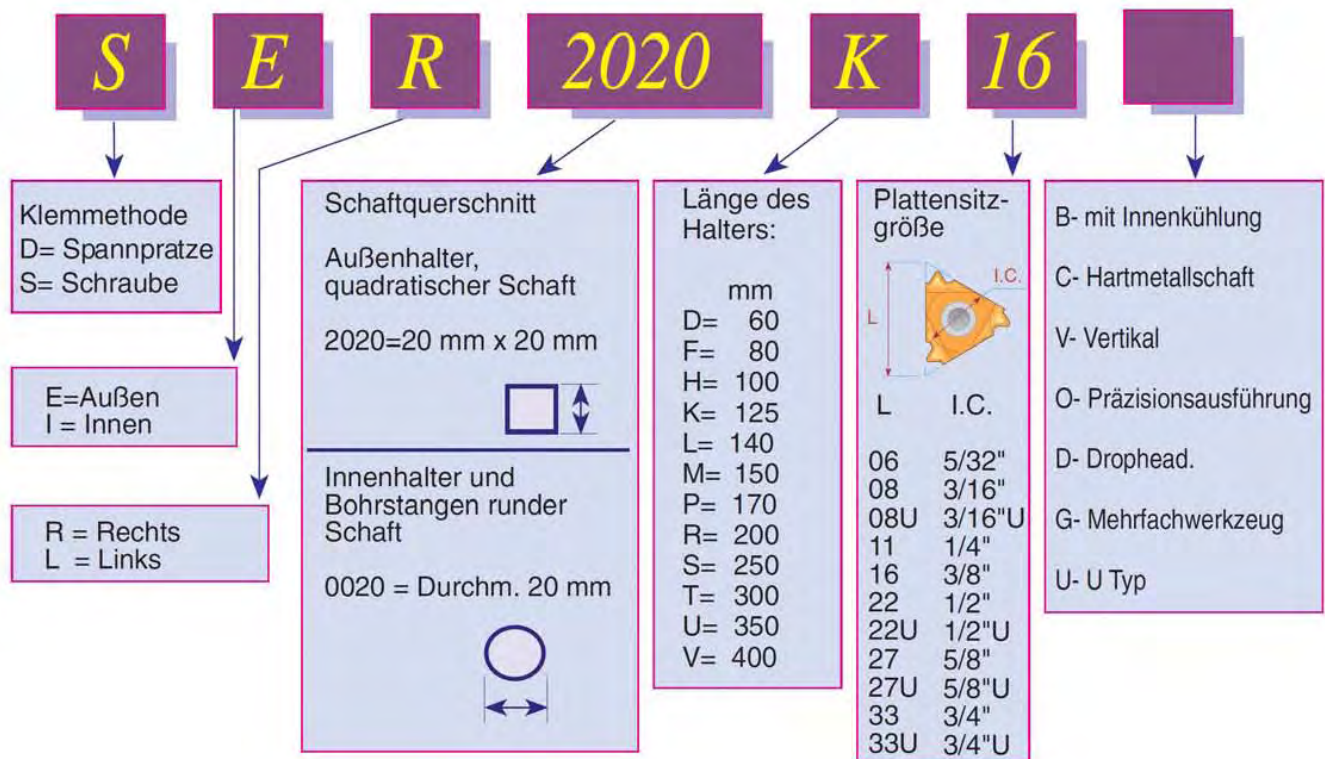 S E R 2020 K 16
Klemmethode
D= Spannpratze
S= Schraube
E=Außen
I = Innen
R = Rechts
L = Links
Schaftquerschnitt
Außenhalter,
quadratischer Schaft
2020=20 mm x 20 mm
Innenhalter und
Bohrstangen runder
Schaft
0020 = Durchm. 20 mm
Länge des
Halters:
mm
D= 60
F= 80
H= 100
K= 125
L= 140
M= 150
P= 170
R= 200
S= 250
T= 300
U= 350
V= 400
Plattensitz-
größe
I.C.
L
L I.C.
06 5/32"
08 3/16"
08U 3/16"U
11 1/4"
16 3/8"
22 1/2"
22U 1/2"U
27 5/8"
27U 5/8"U
33 3/4"
33U 3/4"U
B- mit Innenkühlung
C- Hartmetallschaft
V- Vertikal
O- Präzisionsausführung
D- Drophead.
G- Mehrfachwerkzeug
U- U Typ